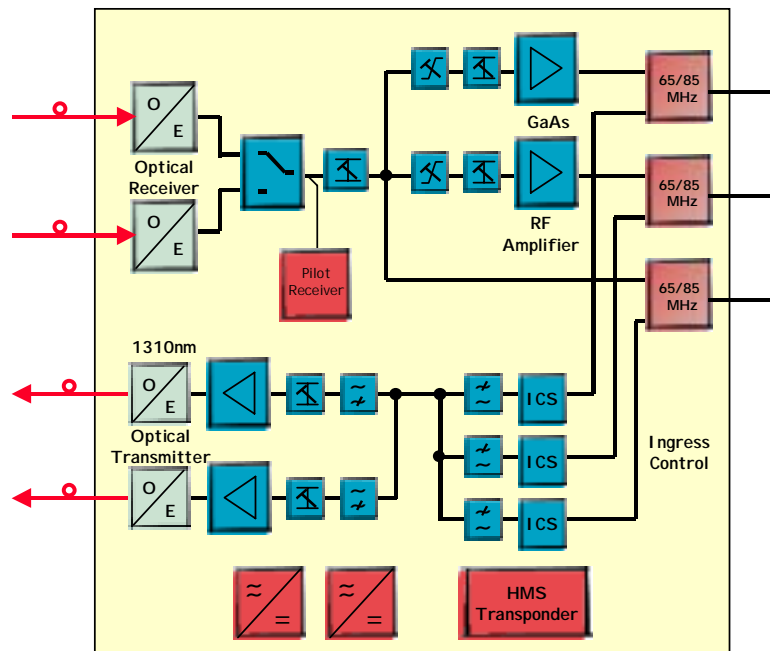 O
E
Optical
Receiver
O
E
Pilot
Receiver
GaAs
RF
Amplifier
65/85
MHz
65/85
MHz
65/85
MHz
1310nm
O
E
Optical
Transmitter
O
E
ICS
ICS
ICS
Ingress
Control
≈
=
≈
=
HMS
Transponder